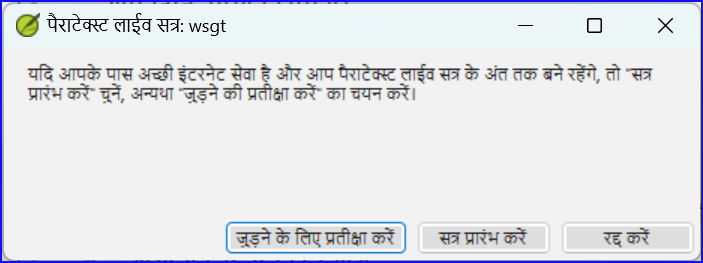 पैराटेक्स्ट लाईव सत्र: wsgt
यदि आपके पास अच्छी इंटरनेट सेवा है और आप पैराटेक्स्ट लाईव सत्र के अंत तक बने रहेंगे, तो "सत्र
प्रारंभ करें" चुनें, अन्यथा "जुड़ने की प्रतीक्षा करें" का चयन करें।
जुड़ने के लिए प्रतीक्षा करें सत्र प्रारंभ करें रद्द करें